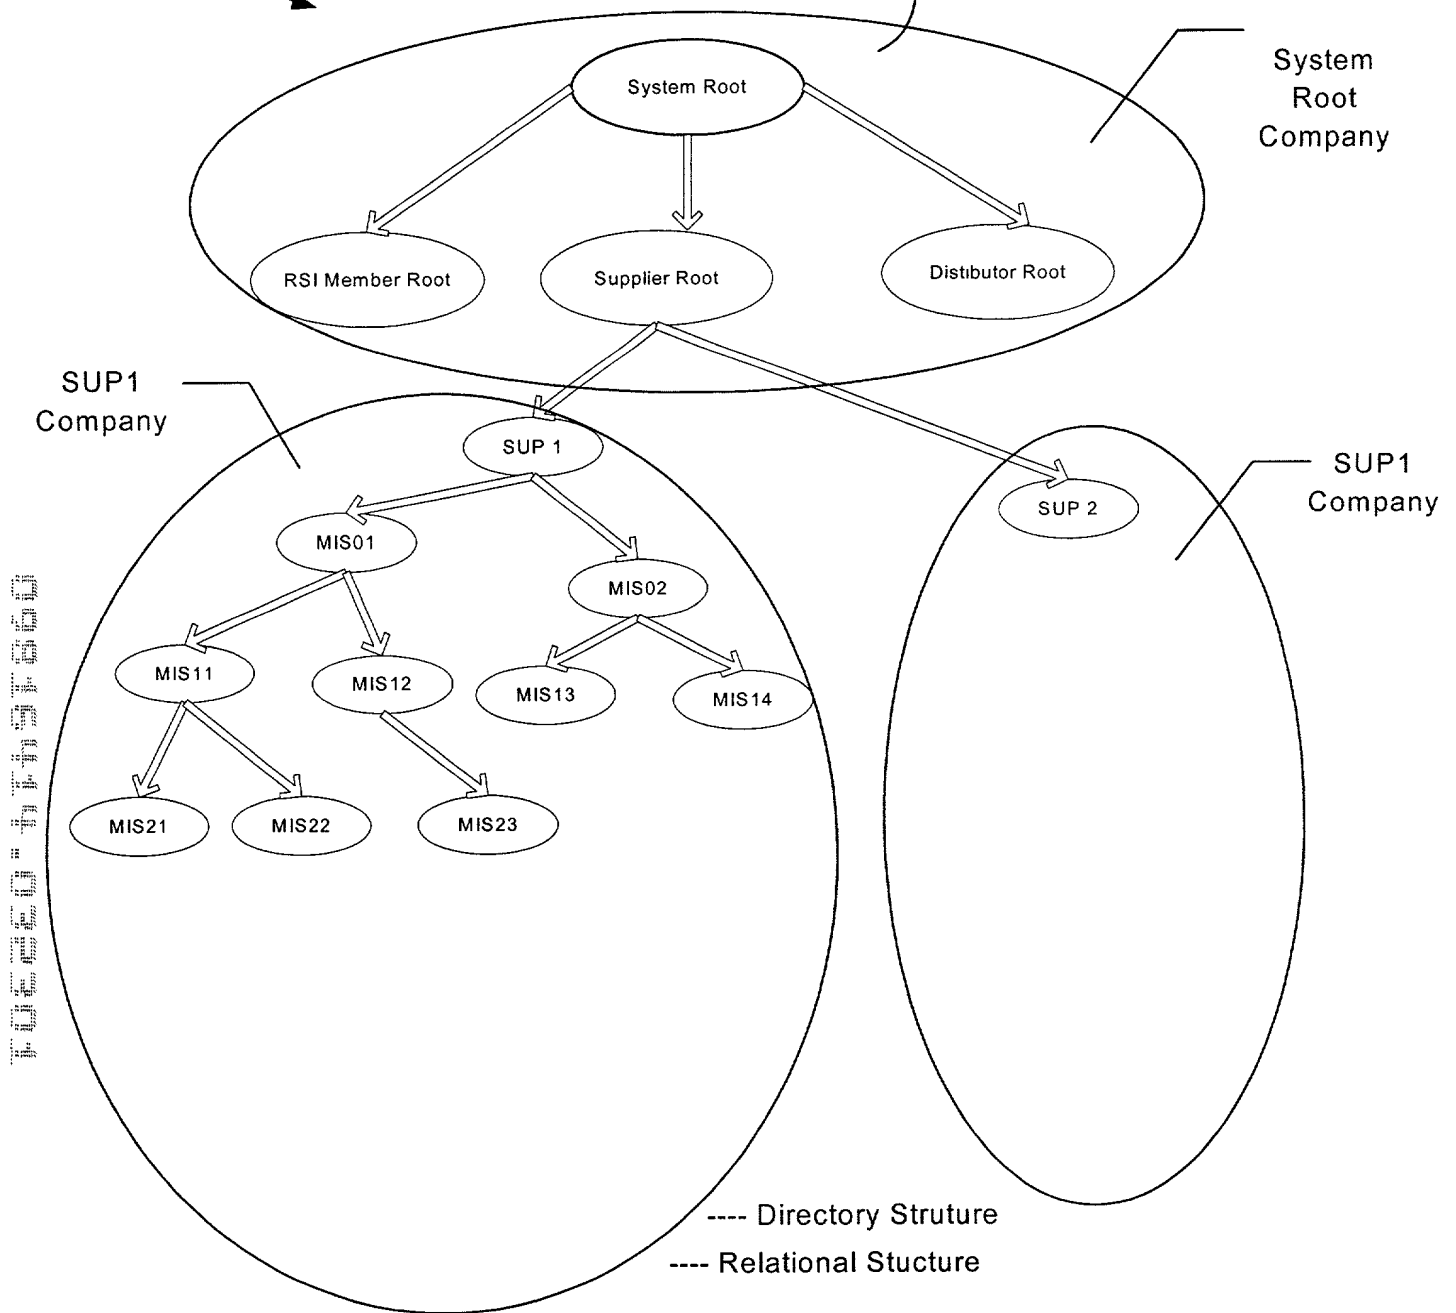 System Root
System
Root
Company
RSI Member Root
Supplier Root
Distibutor Root
SUP1
Company
SUP 1
SUP1
Company
SUP 2
MIS01
MIS02
MIS11
MIS12
MIS13
MIS14
MIS21
MIS22
MIS23
---- Directory Struture
---- Relational Stucture